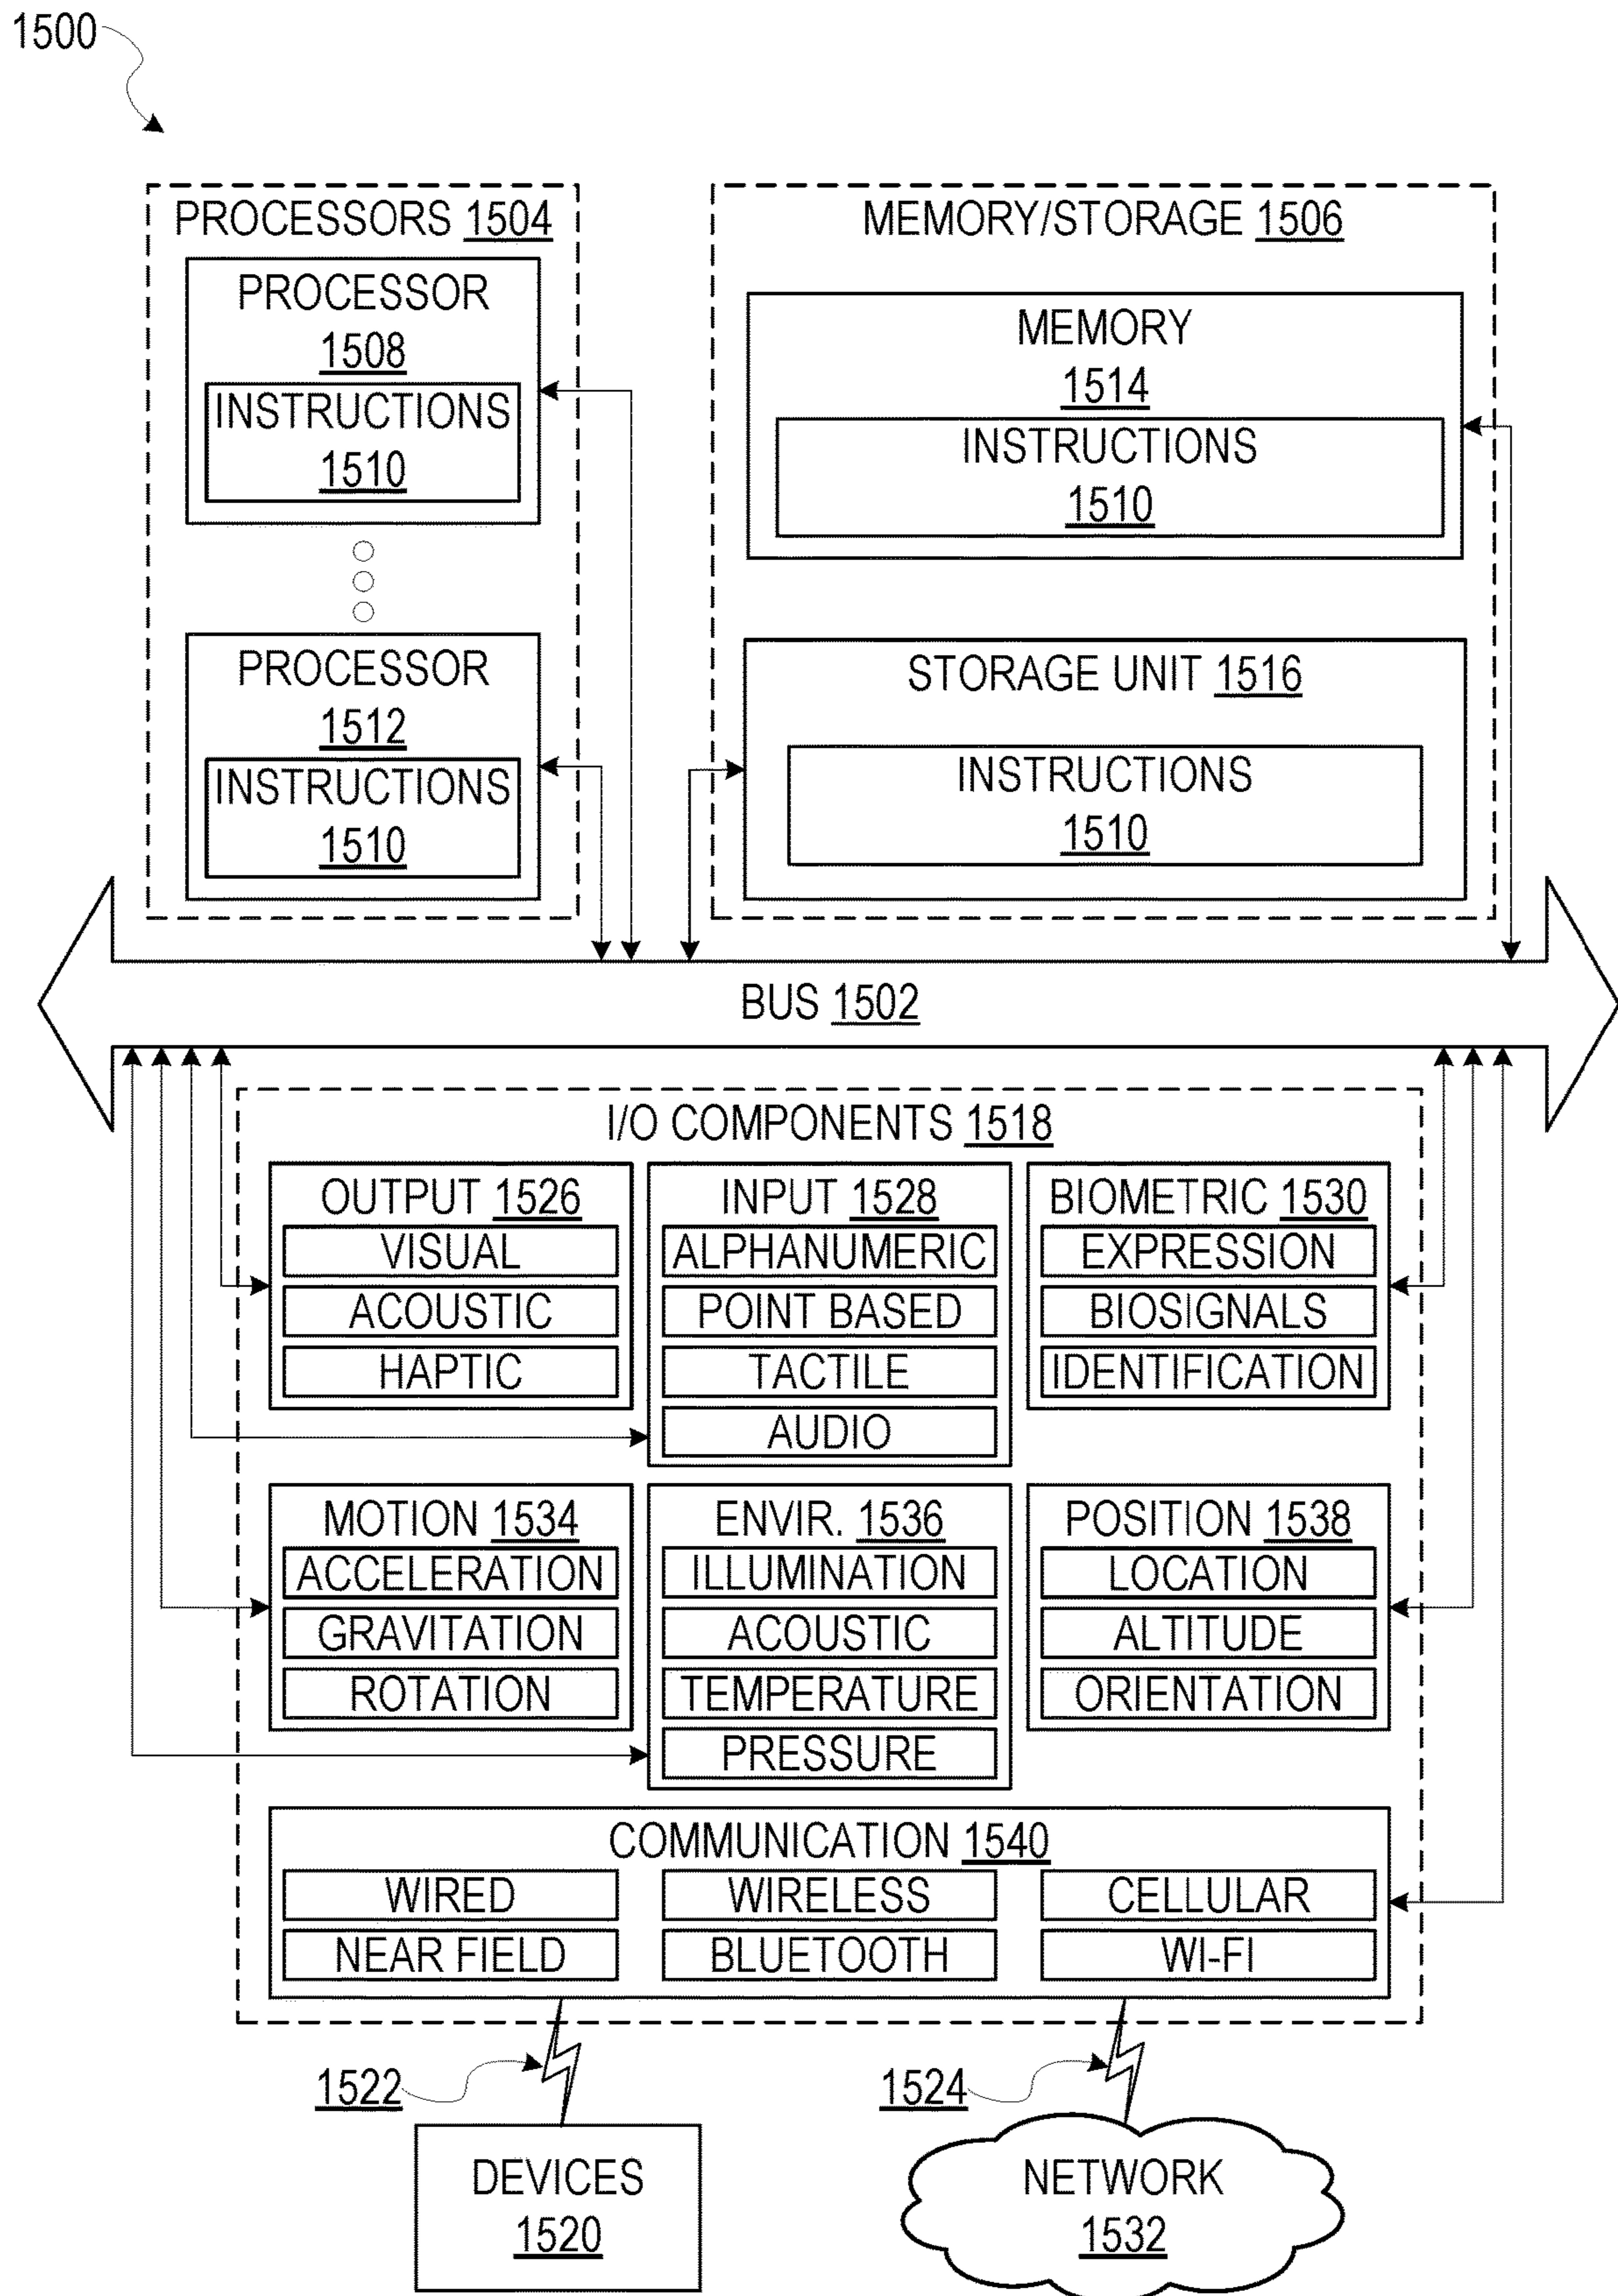 1500
PROCESSORS 1504
PROCESSOR
1508
INSTRUCTIONS
1510
PROCESSOR
1512
INSTRUCTIONS
1510
MEMORY/STORAGE 1506
MEMORY
1514
INSTRUCTIONS
1510
STORAGE UNIT 1516
INSTRUCTIONS
1510
BUS 1502
I/O COMPONENTS 1518
OUTPUT 1526
VISUAL
ACOUSTIC
HAPTIC
INPUT 1528
ALPHANUMERIC
POINT BASED
TACTILE
AUDIO
BIOMETRIC 1530
EXPRESSION
BIOSIGNALS
IDENTIFICATION
MOTION 1534
ACCELERATION
GRAVITATION
ROTATION
ENVIR. 1536
ILLUMINATION
ACOUSTIC
TEMPERATURE
PRESSURE
POSITION 1538
LOCATION
ALTITUDE
ORIENTATION
COMMUNICATION 1540
WIRED
WIRELESS
CELLULAR
NEAR FIELD
BLUETOOTH
WI-FI
1522
1524
DEVICES
1520
NETWORK
1532